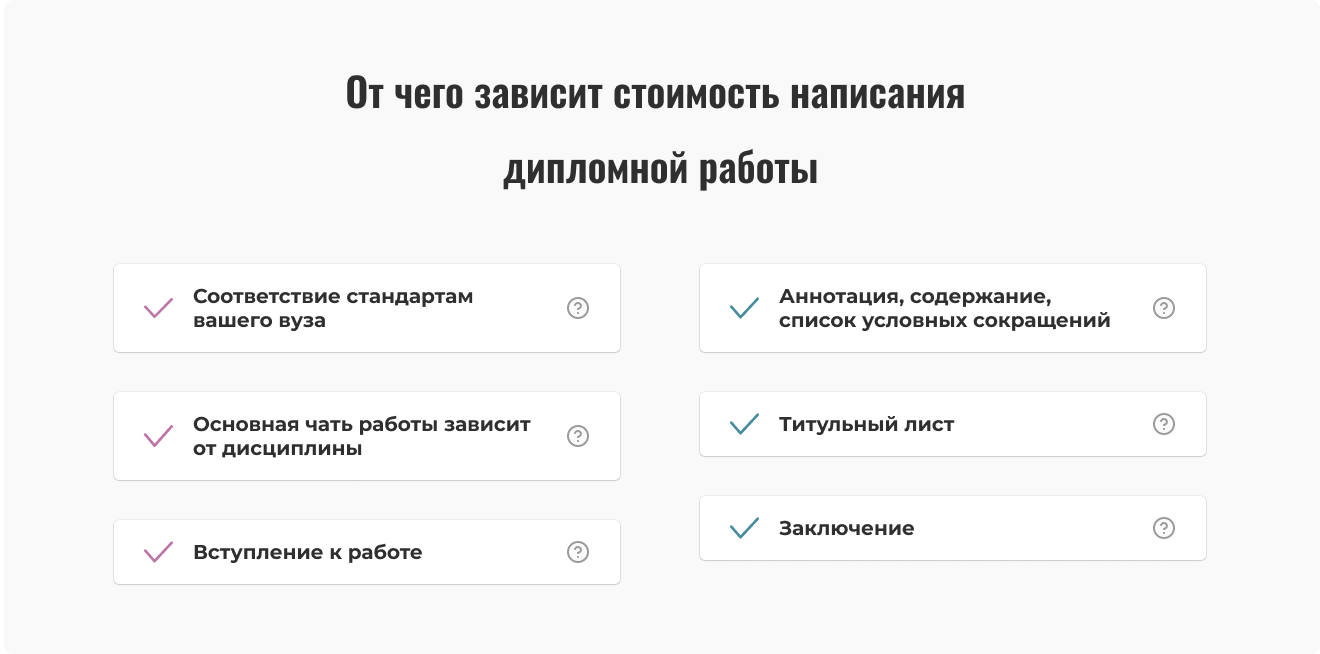 От чего зависит стоимость написания
дипломной работы
Соответствие стандартам
вашего вуза
Основная чать работы зависит
от дисциплины
Вступление к работе
Аннотация, содержание,
список условных сокращений
Титульный лист
Заключение